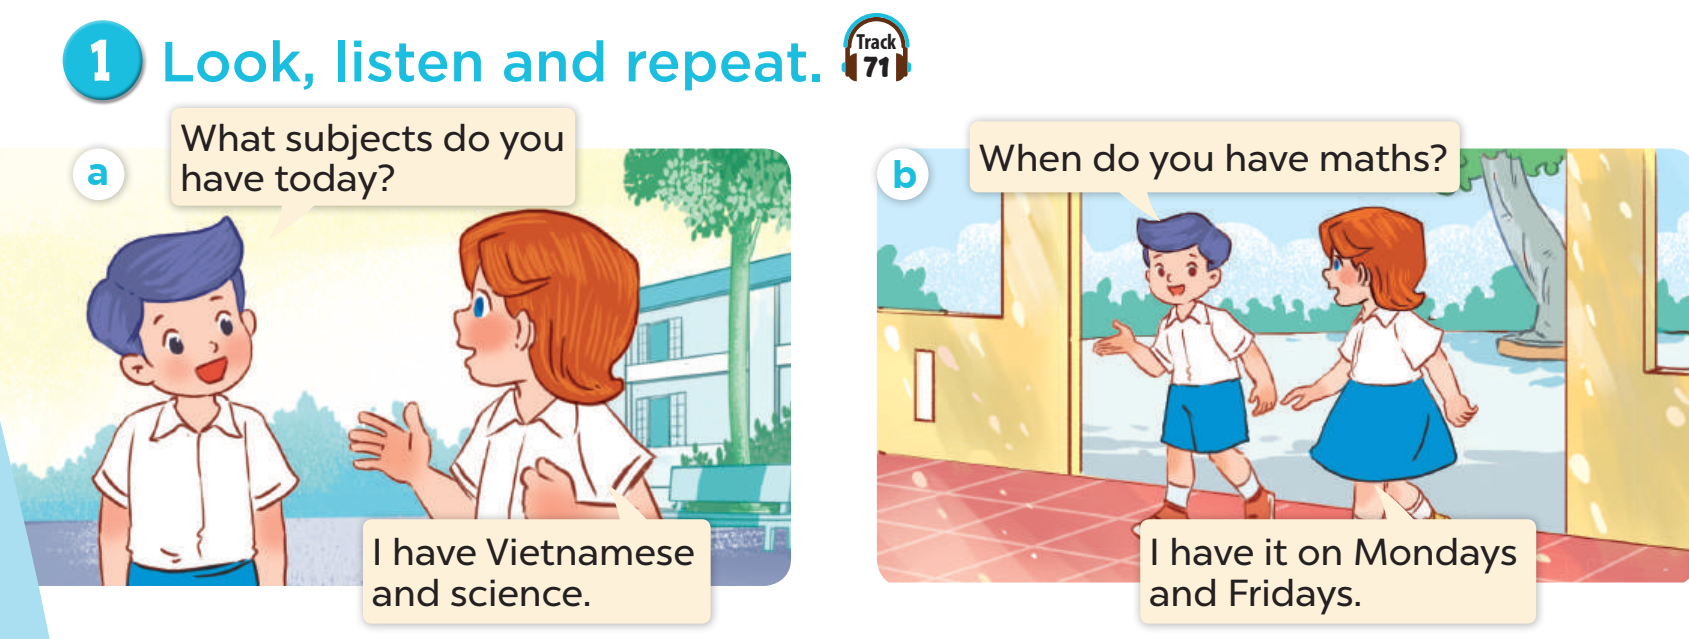 1 Look, listen and repeat. Track 71
a
What subjects do you
have today?
I have Vietnamese
and science.
b
When do you have maths?
I have it on Mondays
and Fridays.